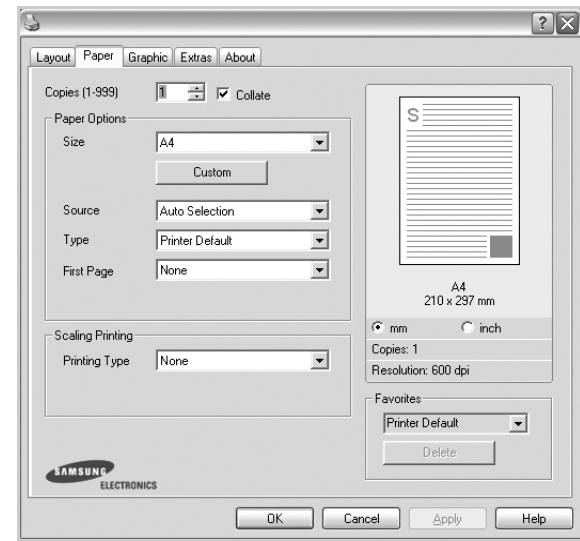 Layout Paper Graphic Extras About
Copies (1-999) 1 Collate
Paper Options
Size A4
Custom
Source Auto Selection
Type Printer Default
First Page None
Scaling Printing
Printing Type None
SAMSUNG
ELECTRONICS
S
A4
210 x 297 mm
mm inch
Copies: 1
Resolution: 600 dpi
Favorites
Printer Default
Delete
OK Cancel Apply Help